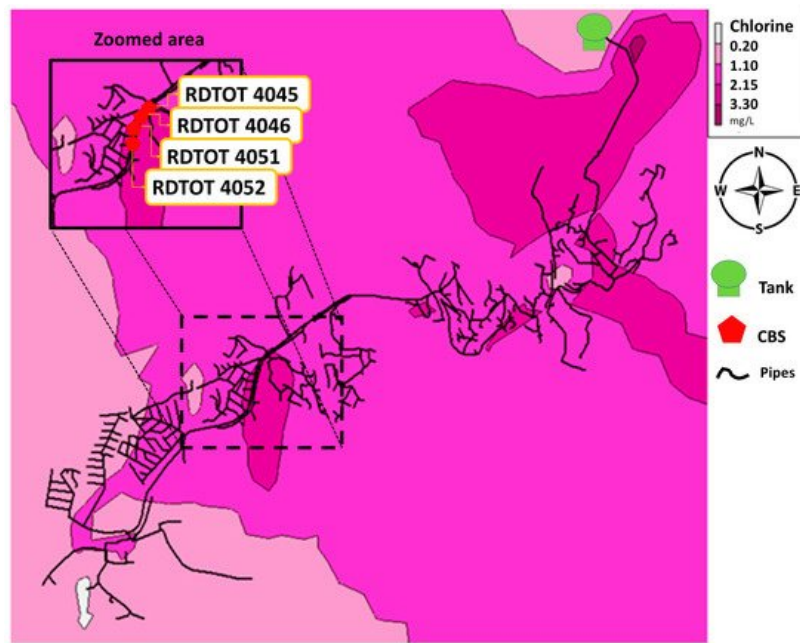 Zoomed area
RDTOT 4045
RDTOT 4046
RDTOT 4051
RDTOT 4052
Chlorine
0.20
1.10
2.15
3.30
mg/L
N
W E
S
Tank
CBS
Pipes